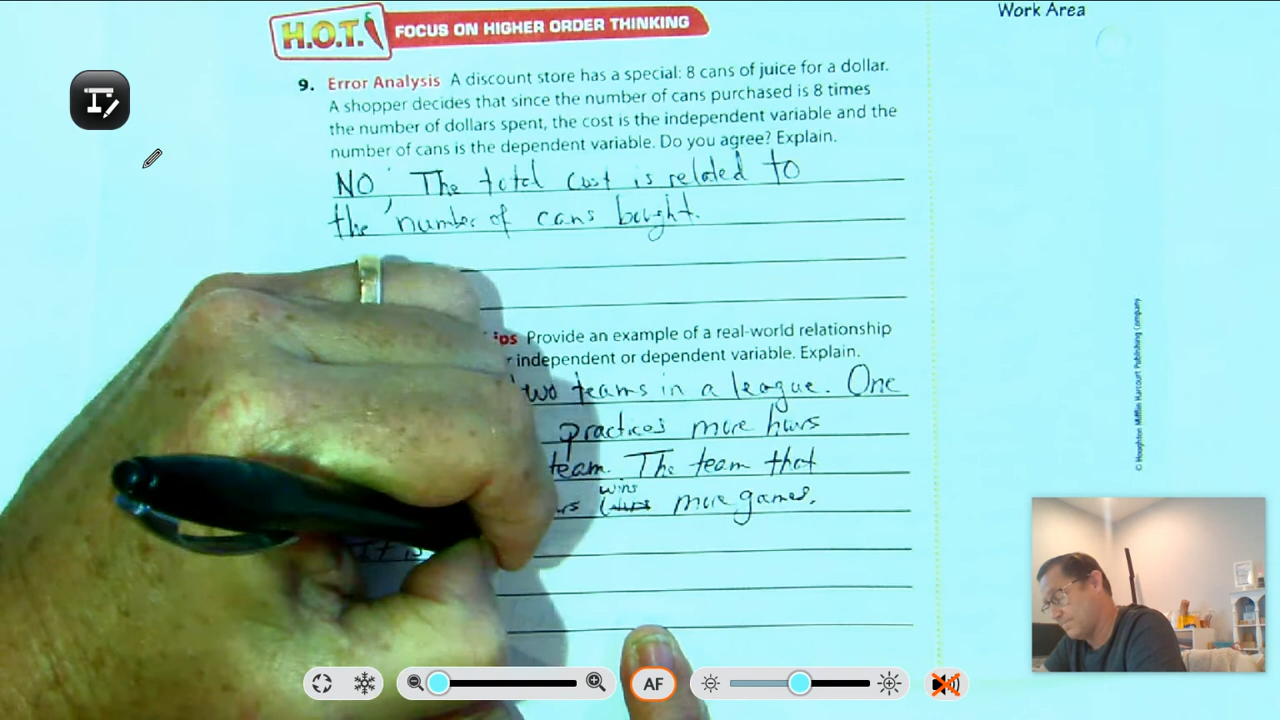 Work Area
H.O.T. FOCUS ON HIGHER ORDER THINKING
9. Error Analysis A discount store has a special: 8 cans of juice for a dollar.
A shopper decides that since the number of cans purchased is 8 times
the number of dollars spent, the cost is the independent variable and the
number of cans is the dependent variable. Do you agree? Explain.
NO, The total cost is related to
the number of cans bought.
ips Provide an example of a real-world relationship
independent or dependent variable. Explain.
two teams in a league. One
practices more hours
team. The team that
wins
more games.
It is
© Houghton Mifflin Harcourt Publishing Company
AF